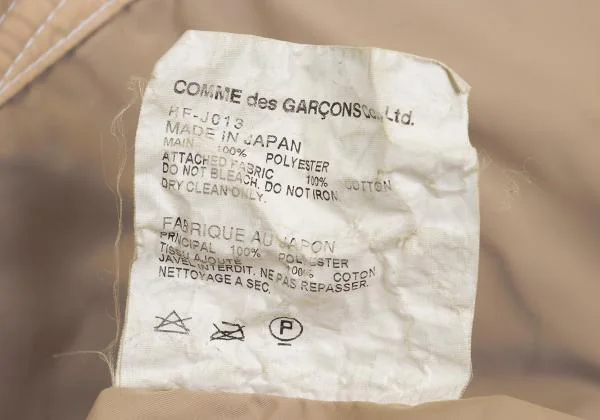 COMME des GARÇONS Co., Ltd.
HF-J013
MADE IN JAPAN
MAIN 100% POLYESTER
ATTACHED FABRIC 100% COTTON
DO NOT BLEACH. DO NOT IRON.
DRY CLEAN ONLY.
FABRIQUE AU JAPON
PRNCIPAL 100% POLYESTER
TISSU AJOUTE 100% COTON
JAVEL INTERDIT. NE PAS REPASSER.
NETTOYAGE A SEC.
P